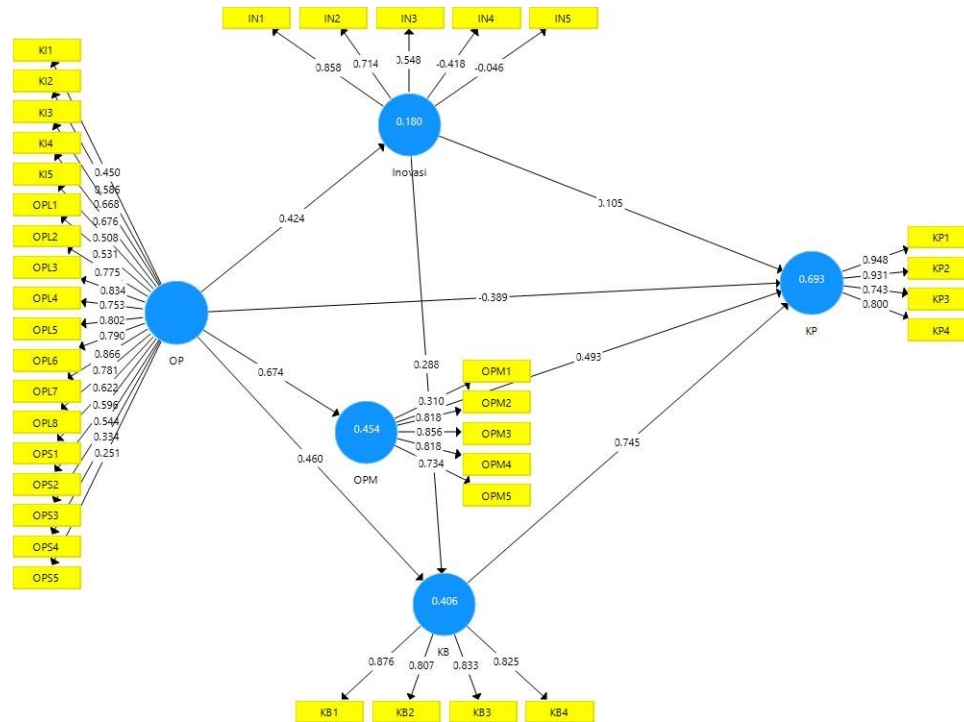 IN1 IN2 IN3 IN4 IN5
0.858 0.714 0.548 -0.418 -0.046
0.180
Inovasi
KI1
KI2
KI3
KI4
KI5
OPL1
OPL2
OPL3
OPL4
OPL5
OPL6
OPL7
OPL8
OPS1
OPS2
OPS3
OPS4
OPS5
0.450
0.586
0.668
0.676
0.508
0.531
0.775
0.834
0.753
0.802
0.790
0.866
0.781
0.622
0.596
0.544
0.334
0.251
OP
0.424
0.105
-0.389
0.288
0.493
0.674
0.460
0.745
0.693
KP
0.948
0.931
0.743
0.800
KP1
KP2
KP3
KP4
0.454
OPM
0.310
0.818
0.856
0.818
0.734
OPM1
OPM2
OPM3
OPM4
OPM5
0.406
KB
0.876 0.807 0.833 0.825
KB1 KB2 KB3 KB4